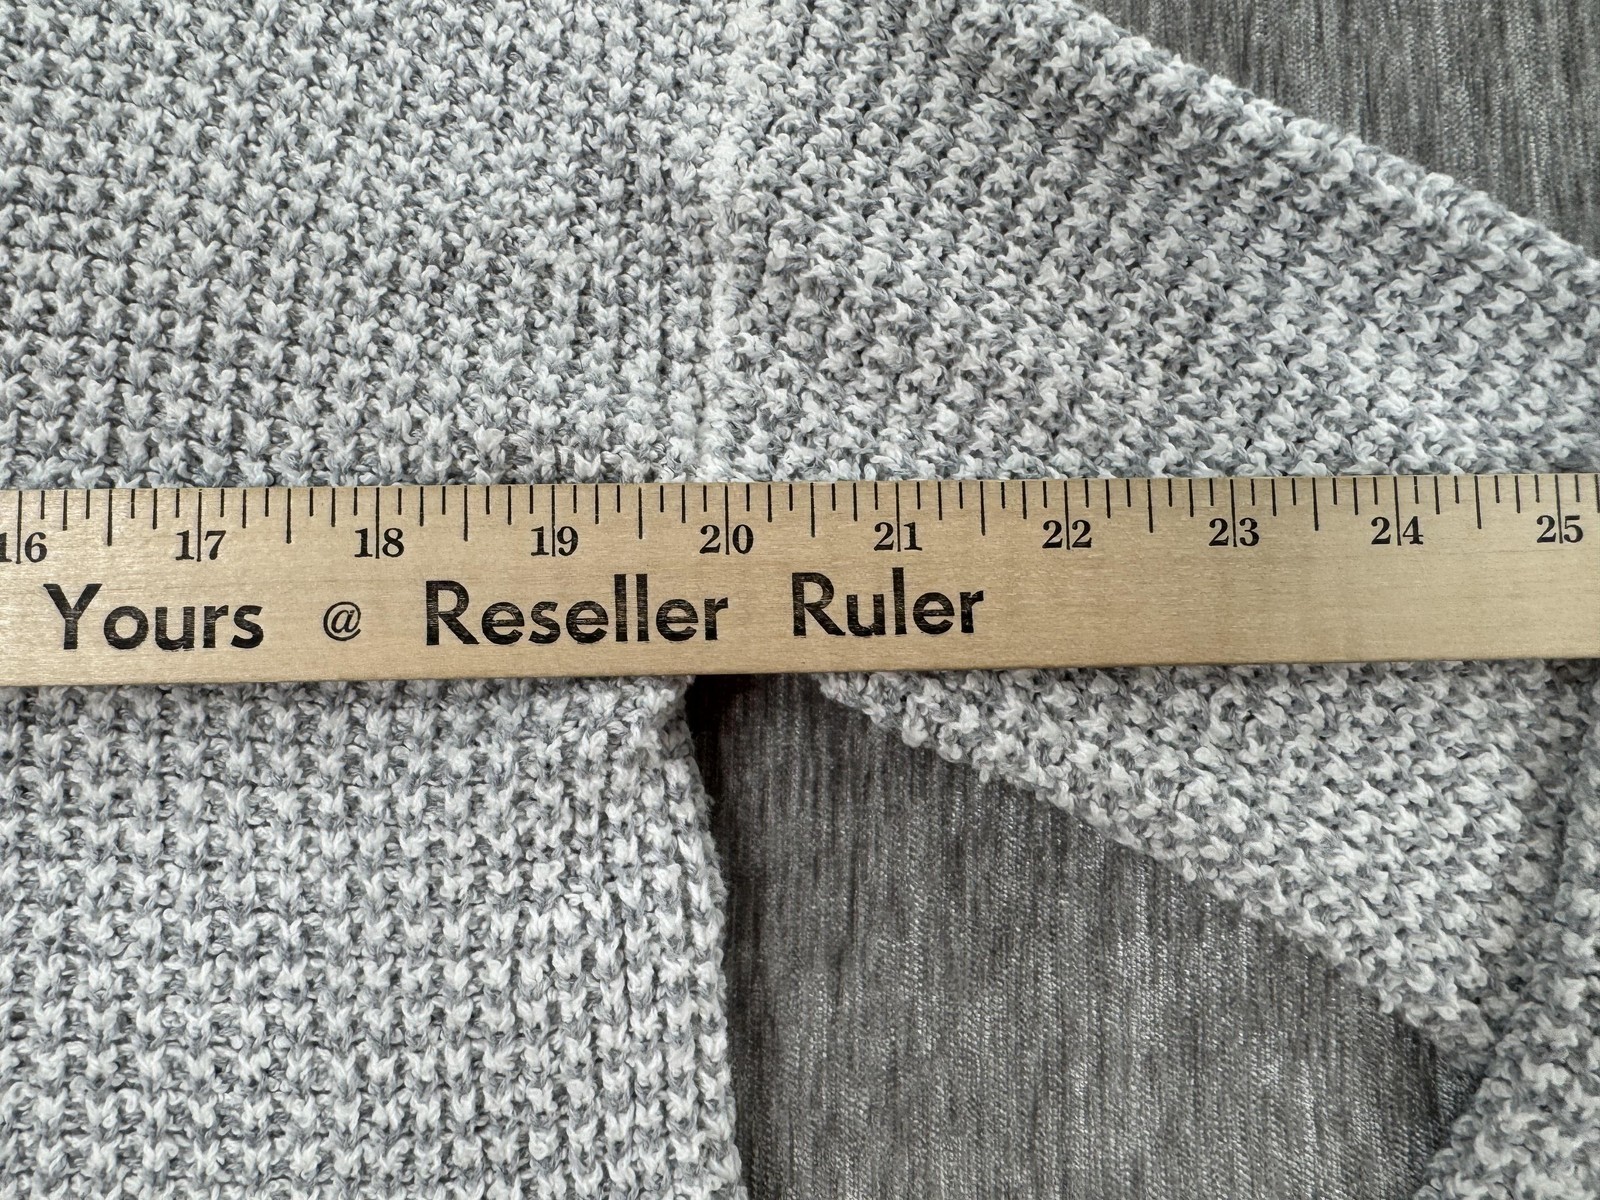 16 17 18 19 20 21 22 23 24 25
Yours @ Reseller Ruler